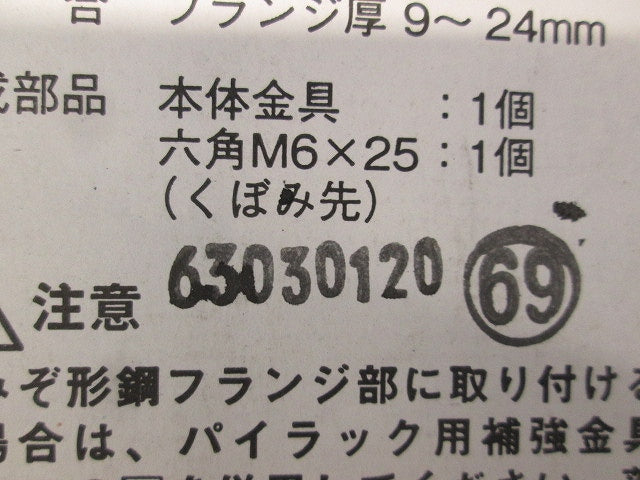 フランジ厚 9～24mm
部品 本体金具 ：1個
六角M6×25：1個
(くぼみ先)
63030120 69
注意
みぞ形鋼フランジ部に取り付ける
場合は、パイラック用補強金具